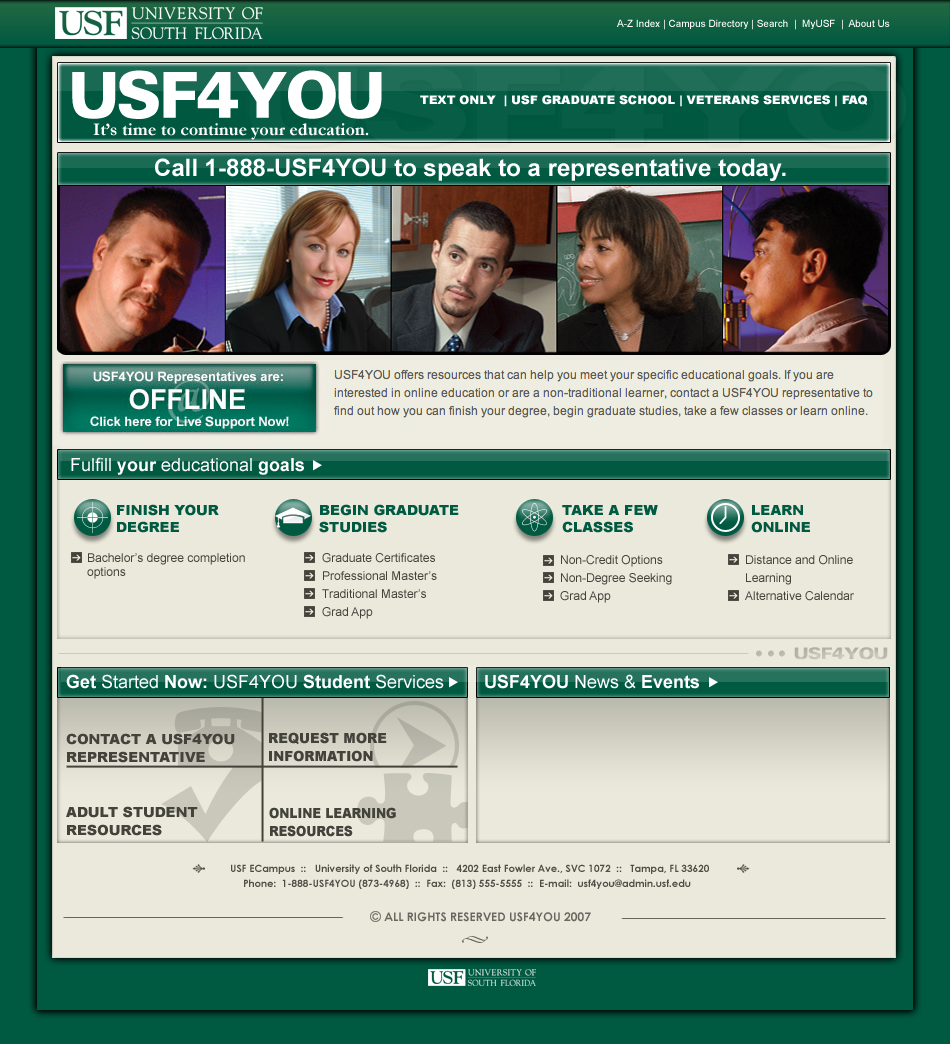 USF UNIVERSITY OF
SOUTH FLORIDA
A-Z Index | Campus Directory | Search | MyUSF | About Us
USF4YOU
It's time to continue your education.
TEXT ONLY | USF GRADUATE SCHOOL | VETERANS SERVICES | FAQ
Call 1-888-USF4YOU to speak to a representative today.
USF4YOU Representatives are:
OFFLINE
Click here for Live Support Now!
USF4YOU offers resources that can help you meet your specific educational goals. If you are
interested in online education or are a non-traditional learner, contact a USF4YOU representative to
find out how you can finish your degree, begin graduate studies, take a few classes or learn online.
Fulfill your educational goals
FINISH YOUR
DEGREE
Bachelor's degree completion
options
BEGIN GRADUATE
STUDIES
Graduate Certificates
Professional Master's
Traditional Master's
Grad App
TAKE A FEW
CLASSES
Non-Credit Options
Non-Degree Seeking
Grad App
LEARN
ONLINE
Distance and Online
Learning
Alternative Calendar
USF4YOU
Get Started Now: USF4YOU Student Services
CONTACT A USF4YOU
REPRESENTATIVE
REQUEST MORE
INFORMATION
ADULT STUDENT
RESOURCES
ONLINE LEARNING
RESOURCES
USF4YOU News & Events
USF ECampus :: University of South Florida :: 4202 East Fowler Ave., SVC 1072 :: Tampa, FL 33620
Phone: 1-888-USF4YOU (873-4968) :: Fax: (813) 555-5555 :: E-mail: usf4you@admin.usf.edu
© ALL RIGHTS RESERVED USF4YOU 2007
USF UNIVERSITY OF
SOUTH FLORIDA